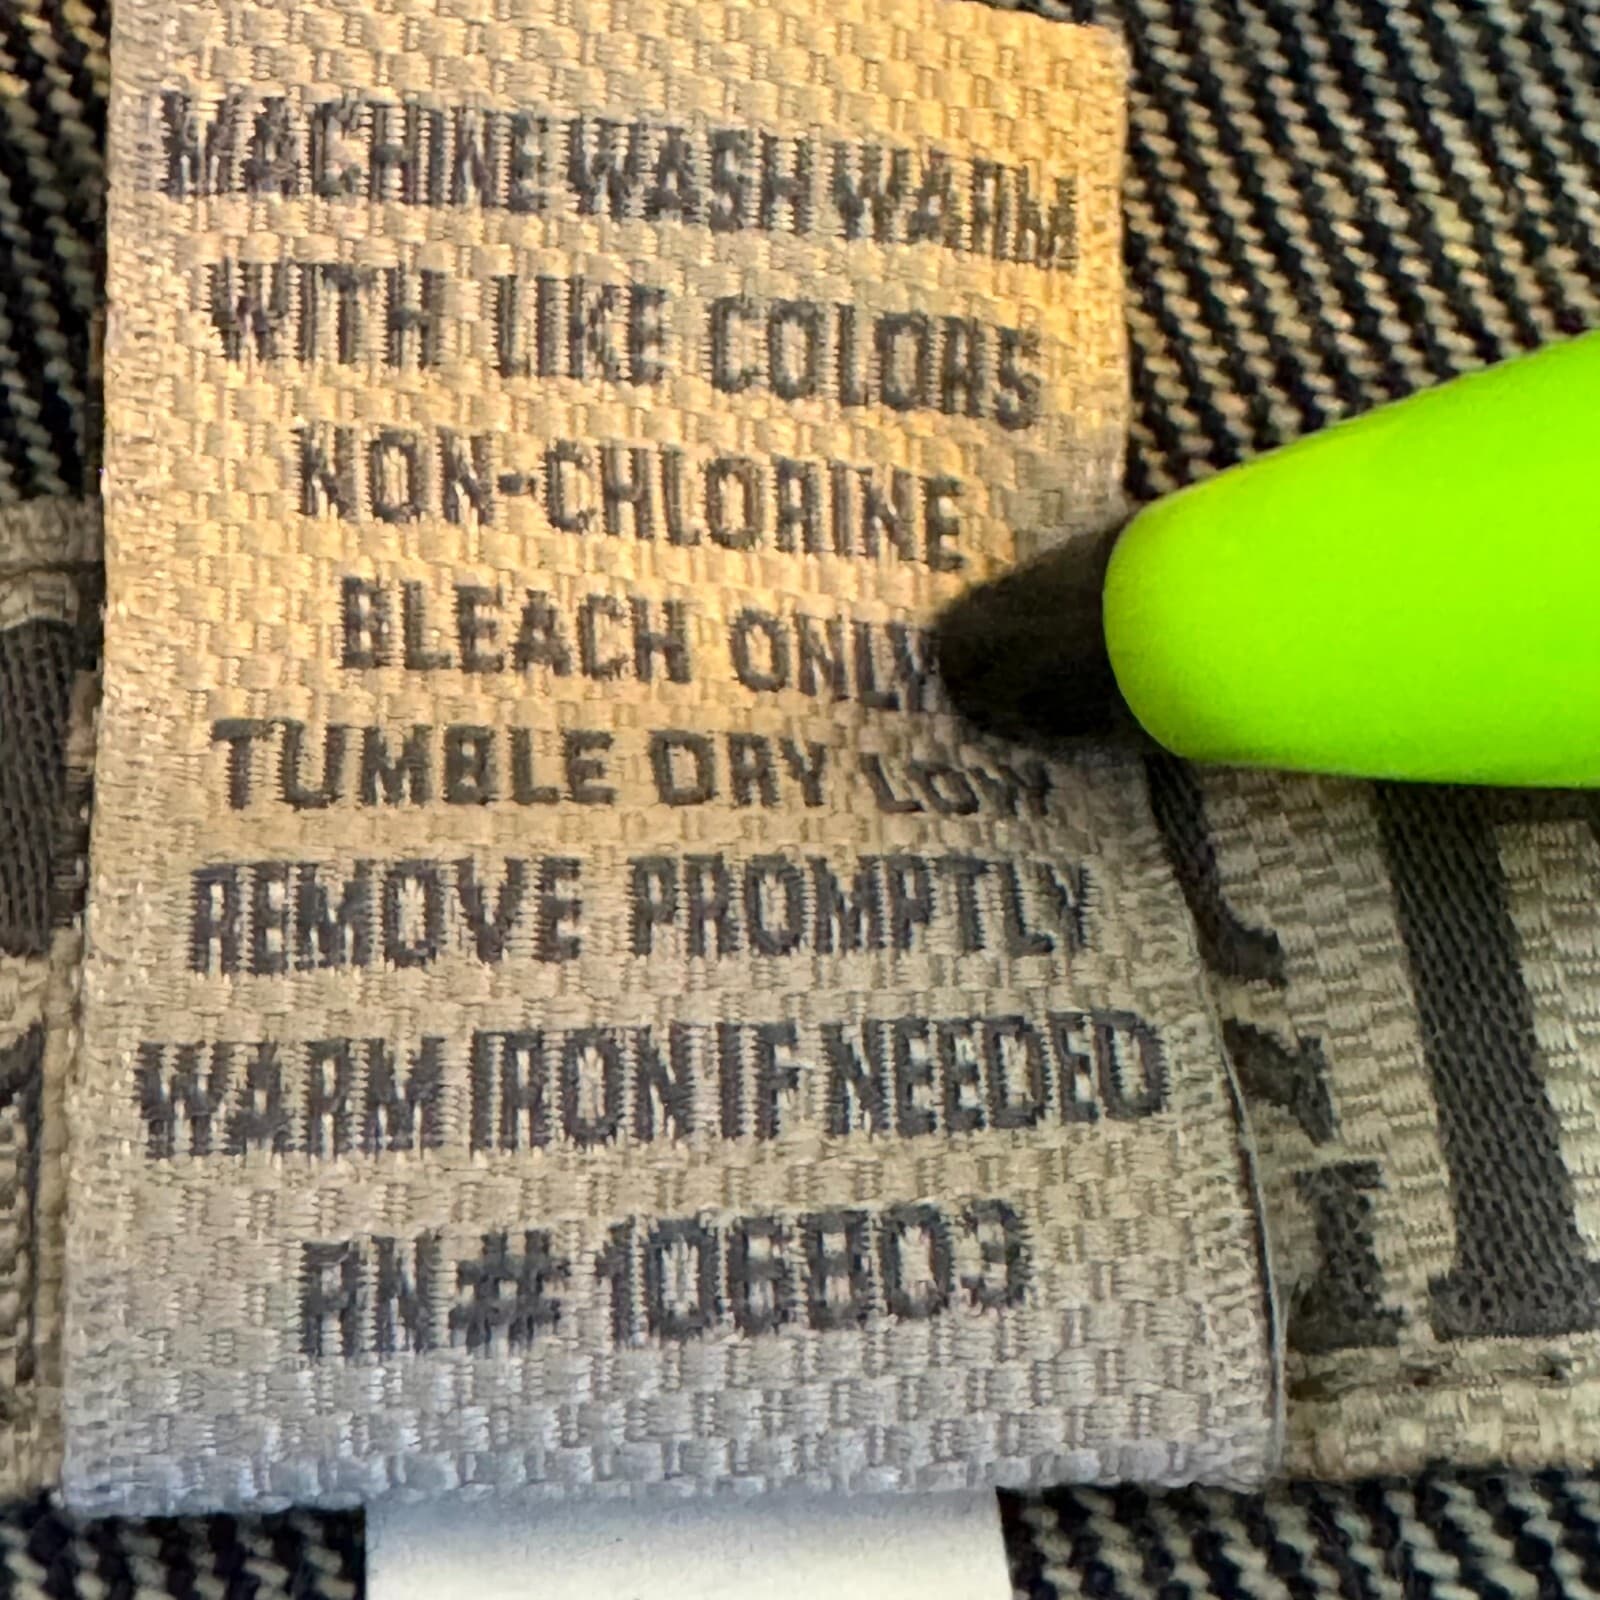 MACHINE WASH WARM
WITH LIKE COLORS
NON-CHLORINE
BLEACH ONLY
TUMBLE DRY LOW
REMOVE PROMPTLY
WARM IRON IF NEEDED
RN # 106803